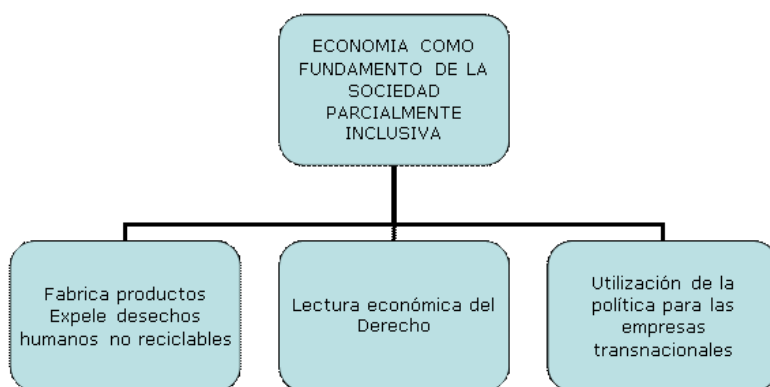 ECONOMIA COMO
FUNDAMENTO DE LA
SOCIEDAD
PARCIALMENTE
INCLUSIVA
Fabrica productos
Expele desechos
humanos no reciclables
Lectura económica del
Derecho
Utilización de la
política para las
empresas
transnacionales